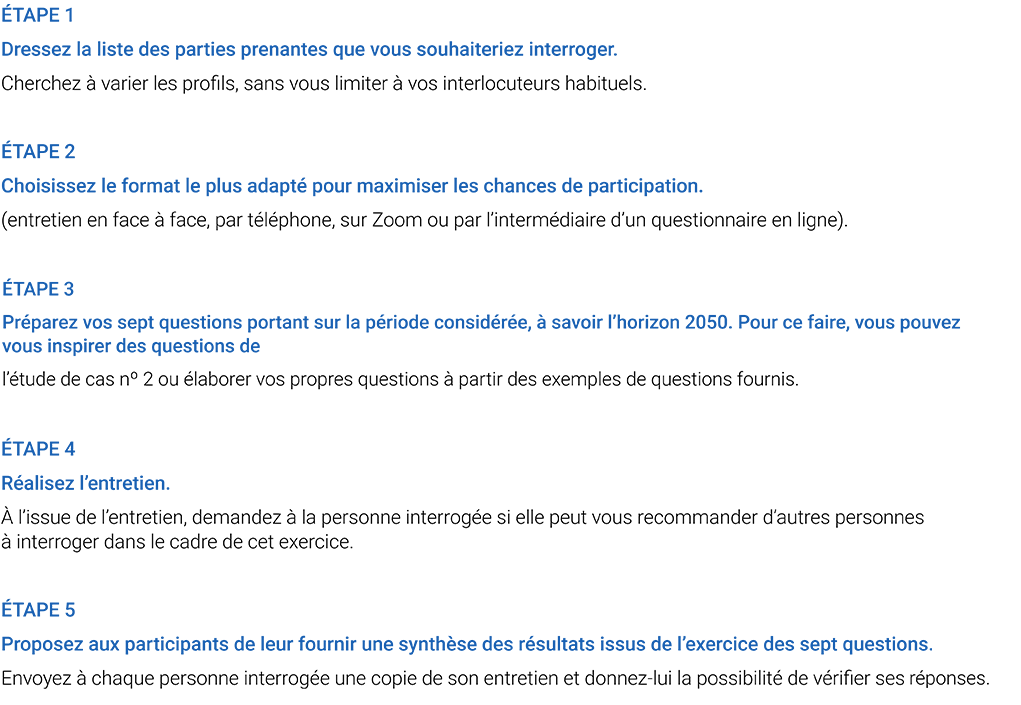 ÉTAPE 1
Dressez la liste des parties prenantes que vous souhaiteriez interroger.
Cherchez à varier les profils, sans vous limiter à vos interlocuteurs habituels.
ÉTAPE 2
Choisissez le format le plus adapté pour maximiser les chances de participation.
(entretien en face à face, par téléphone, sur Zoom ou par l’intermédiaire d’un questionnaire en ligne).
ÉTAPE 3
Préparez vos sept questions portant sur la période considérée, à savoir l’horizon 2050. Pour ce faire, vous pouvez
vous inspirer des questions de
l’étude de cas nº 2 ou élaborer vos propres questions à partir des exemples de questions fournis.
ÉTAPE 4
Réalisez l’entretien.
À l’issue de l’entretien, demandez à la personne interrogée si elle peut vous recommander d’autres personnes
à interroger dans le cadre de cet exercice.
ÉTAPE 5
Proposez aux participants de leur fournir une synthèse des résultats issus de l’exercice des sept questions.
Envoyez à chaque personne interrogée une copie de son entretien et donnez-lui la possibilité de vérifier ses réponses.